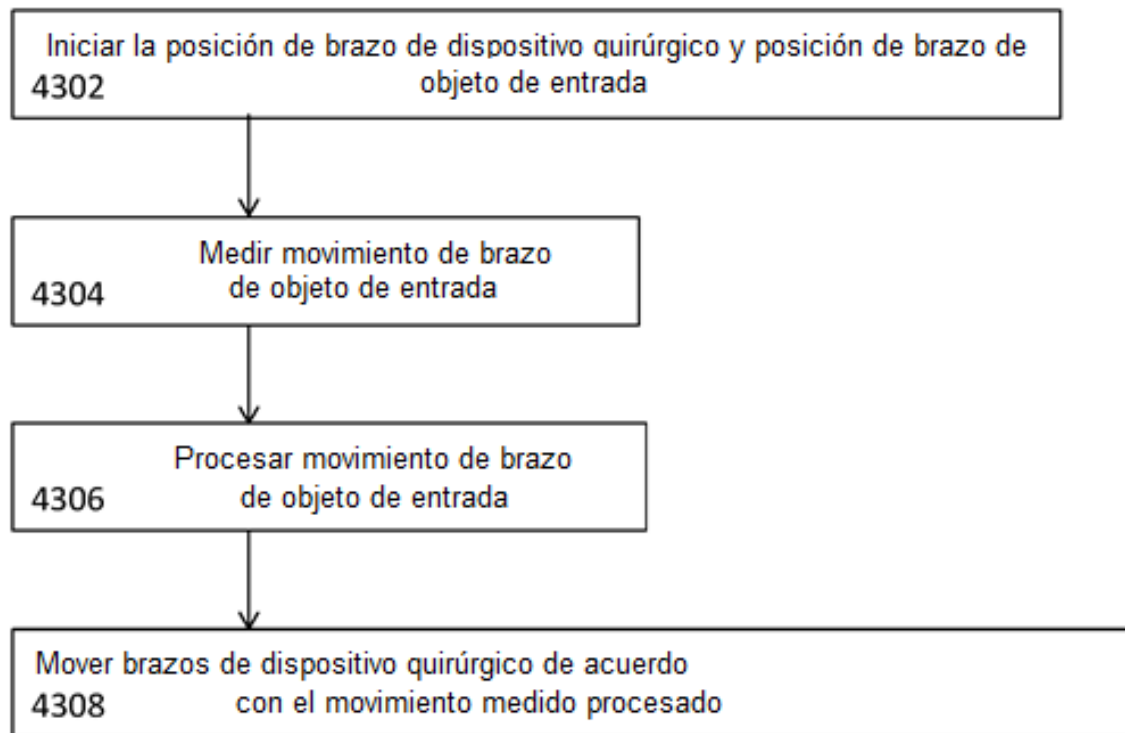 Iniciar la posición de brazo de dispositivo quirúrgico y posición de brazo de
4302 objeto de entrada
Medir movimiento de brazo
4304 de objeto de entrada
Procesar movimiento de brazo
4306 de objeto de entrada
Mover brazos de dispositivo quirúrgico de acuerdo
4308 con el movimiento medido procesado